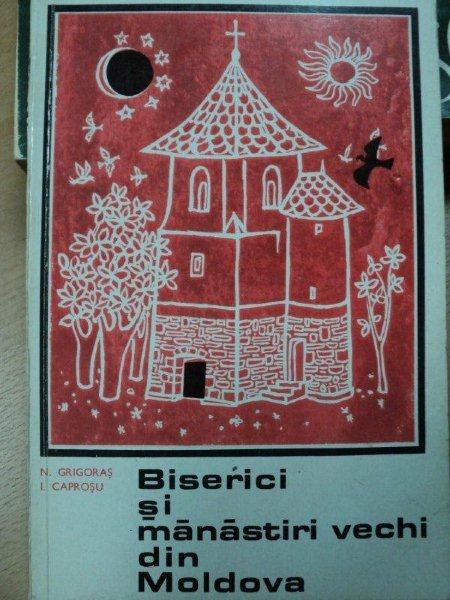 N. GRIGORAȘ
I. CAPROȘU
Biserici
și
mănăstiri vechi
din
Moldova